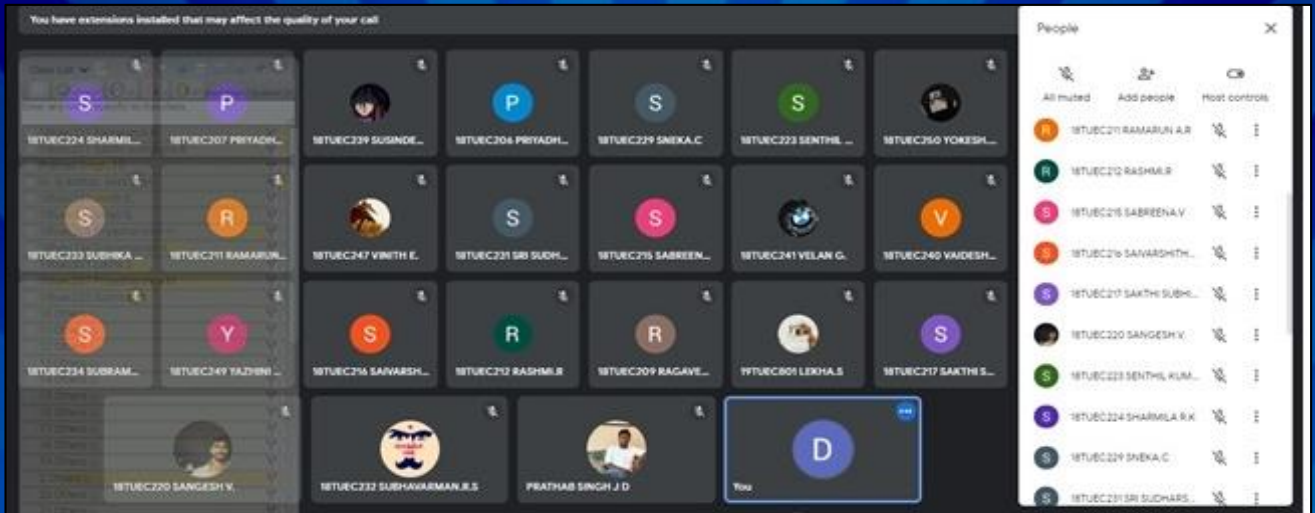 You have extensions installed that may affect the quality of your call
S
P
P
S
S
18TUEC224 SHARMIL...
18TUEC207 PRIYADH...
18TUEC239 SUSINDE...
18TUEC206 PRIYADH...
18TUEC229 SNEKA.C
18TUEC223 SENTHIL ...
18TUEC250 YOKESH...
S
R
S
S
V
18TUEC233 SUBHIKA ...
18TUEC211 RAMARUN...
18TUEC247 VINITH E.
18TUEC231 SRI SUDH...
18TUEC215 SABREEN...
18TUEC241 VELAN G.
18TUEC240 VAIDESH...
S
Y
S
R
R
S
18TUEC234 SUBRAM...
18TUEC249 YAZHINI ...
18TUEC216 SAIVARSH...
18TUEC212 RASHMI.R
18TUEC209 RAGAVE...
19TUEC801 LEKHA.S
18TUEC217 SAKTHI S...
D
18TUEC220 SANGESH V.
18TUEC232 SUBHAVARMAN.R.S
PRATHAB SINGH J D
You
People
All muted
Add people
Host controls
R 18TUEC211 RAMARUN A.R
R 18TUEC212 RASHMI.R
S 18TUEC215 SABREENA.V
S 18TUEC216 SAIVARSHITH...
S 18TUEC217 SAKTHI SUBHI...
18TUEC220 SANGESH V.
S 18TUEC223 SENTHIL KUM...
S 18TUEC224 SHARMILA R.K
S 18TUEC229 SNEKA.C
S 18TUEC231 SRI SUDHARS...